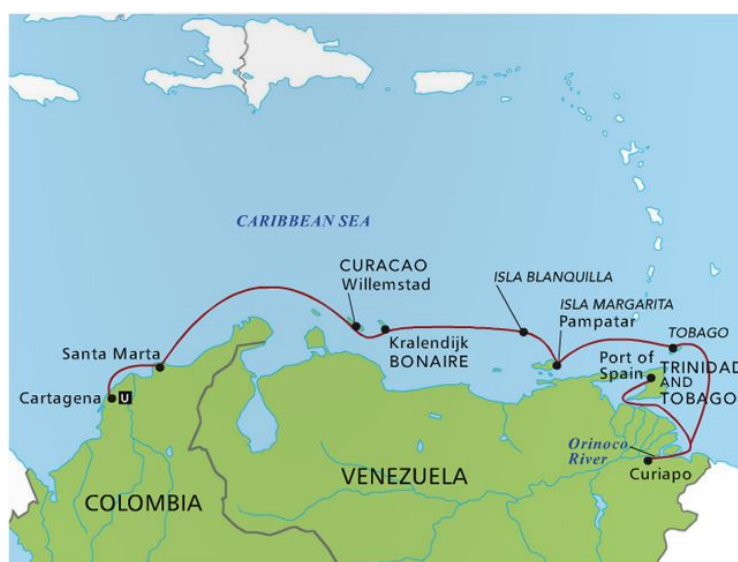 CARIBBEAN SEA
CURACAO
Willemstad
ISLA BLANQUILLA
ISLA MARGARITA
Pampatar
TOBAGO
Kralendijk
BONAIRE
Santa Marta
Port of
Spain
TRINIDAD
AND
TOBAGO
Cartagena
U
Orinoco
River
Curiapo
VENEZUELA
COLOMBIA